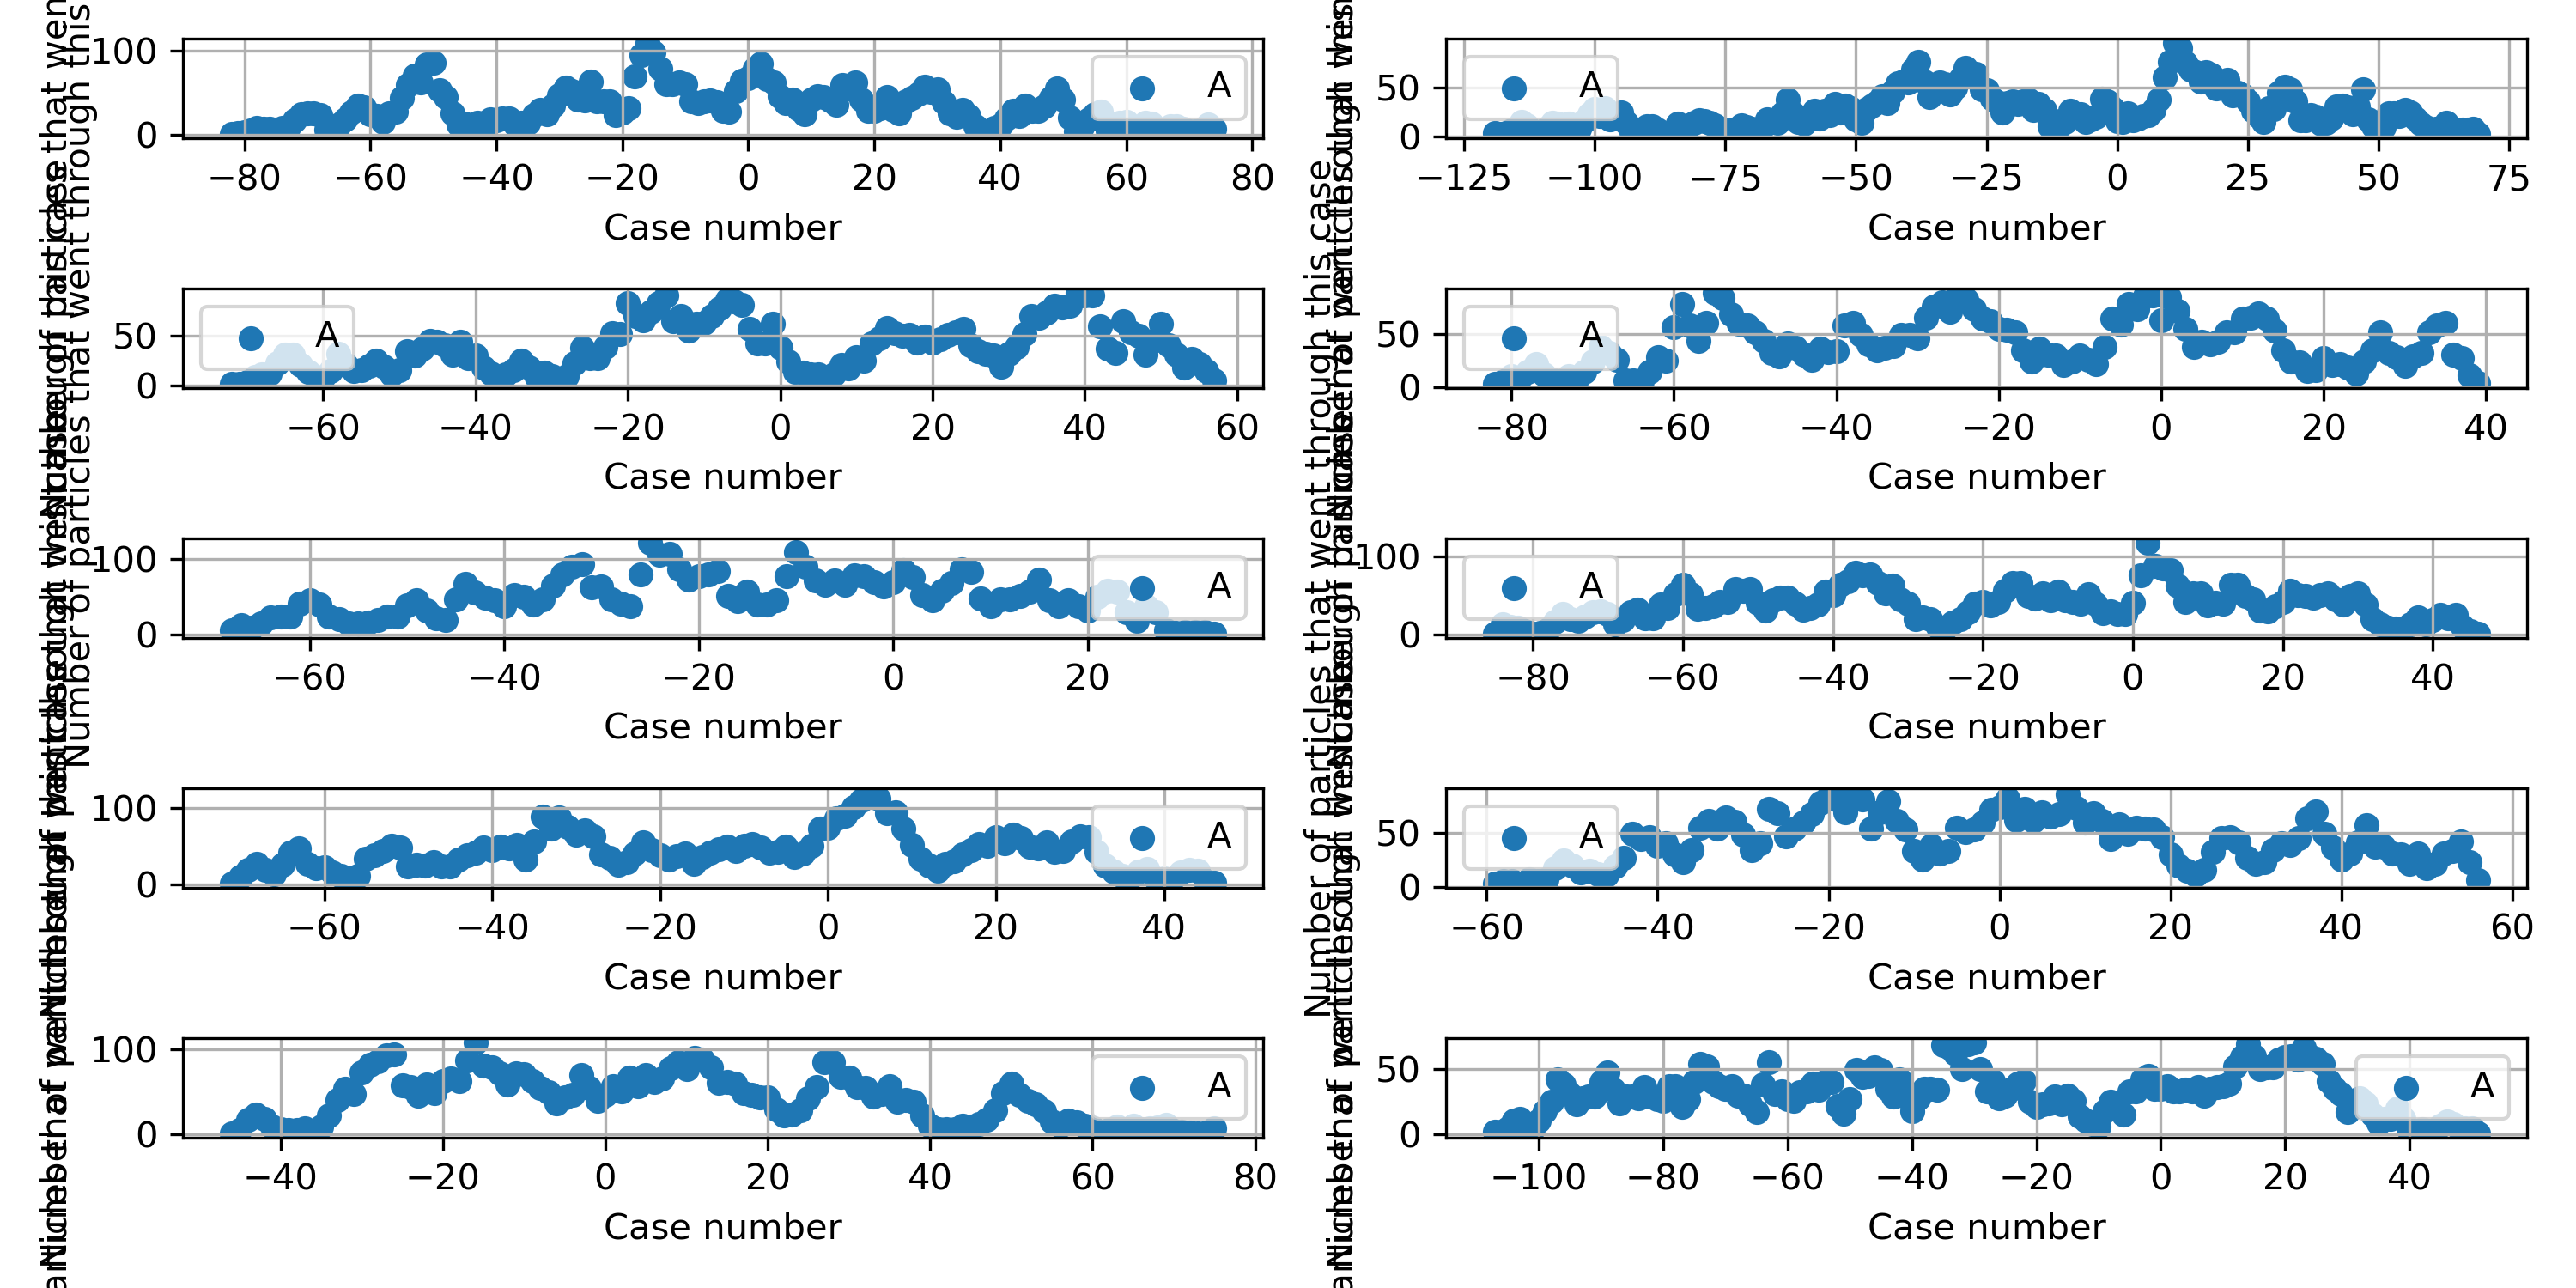 Number of particles that went through this case
Number of particles that went through this case
100
0
A
−80 −60 −40 −20 0 20 40 60 80
Case number
50
0
A
−125 −100 −75 −50 −25 0 25 50 75
Case number
50
0
A
−60 −40 −20 0 20 40 60
Case number
50
0
A
−80 −60 −40 −20 0 20 40
Case number
100
0
A
−60 −40 −20 0 20
Case number
100
0
A
−80 −60 −40 −20 0 20 40
Case number
100
0
A
−60 −40 −20 0 20 40
Case number
50
0
A
−60 −40 −20 0 20 40 60
Case number
100
0
A
−40 −20 0 20 40 60 80
Case number
50
0
A
−100 −80 −60 −40 −20 0 20 40
Case number